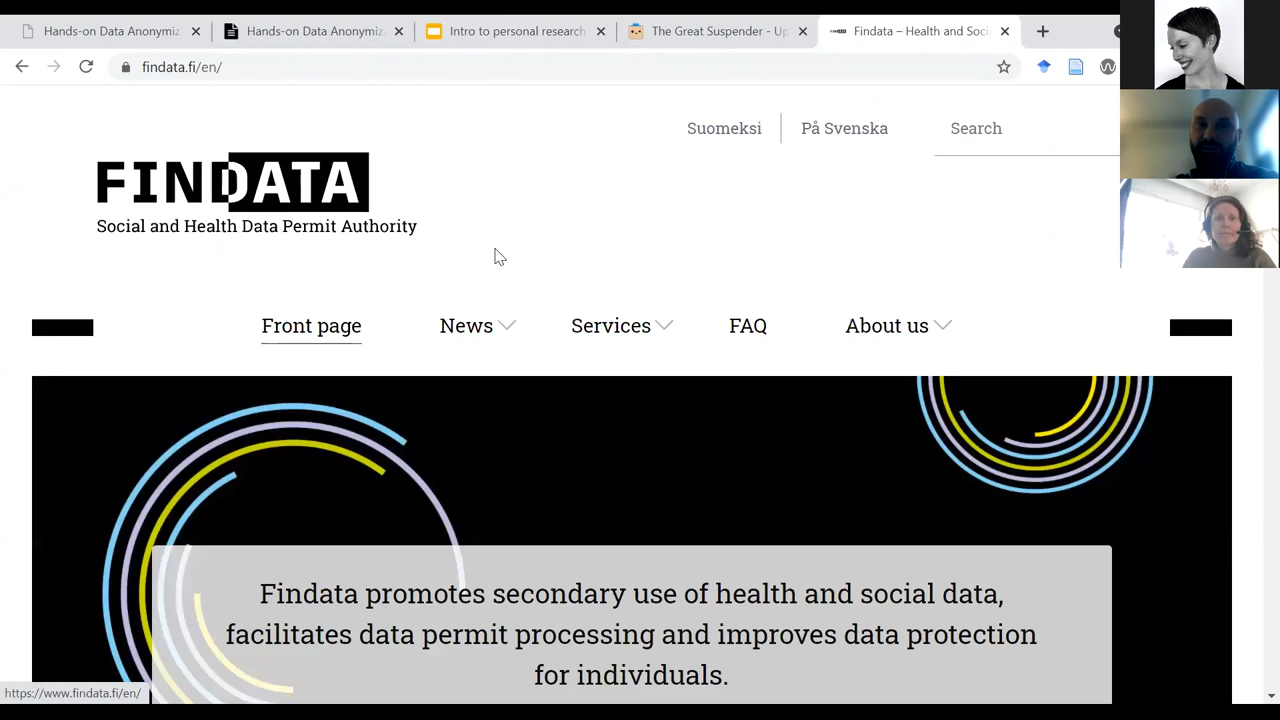 Hands-on Data Anonymiz
Hands-on Data Anonymiz
Intro to personal research
The Great Suspender - Up
Findata – Health and Soci
findata.fi/en/
Suomeksi
På Svenska
Search
FINDATA
Social and Health Data Permit Authority
Front page
News
Services
FAQ
About us
Findata promotes secondary use of health and social data,
facilitates data permit processing and improves data protection
for individuals.
https://www.findata.fi/en/